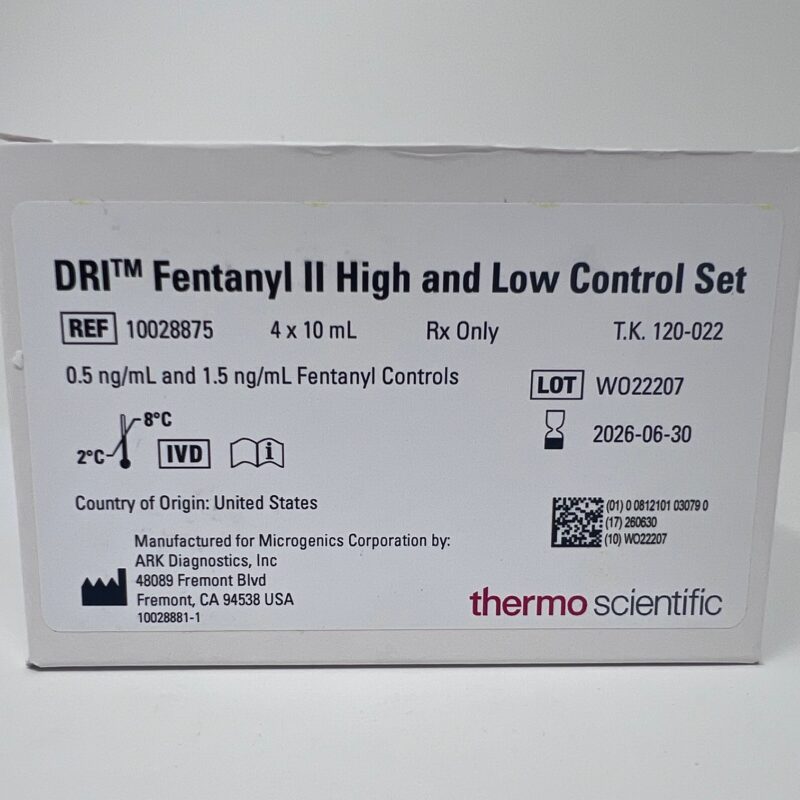 DRI™ Fentanyl II High and Low Control Set
REF 10028875 4 x 10 mL Rx Only T.K. 120-022
0.5 ng/mL and 1.5 ng/mL Fentanyl Controls
LOT WO22207
8°C
2°C
IVD
i
2026-06-30
Country of Origin: United States
(01) 0 0812101 03079 0
(17) 260630
(10) WO22207
Manufactured for Microgenics Corporation by:
ARK Diagnostics, Inc
48089 Fremont Blvd
Fremont, CA 94538 USA
10028881-1
thermo scientific